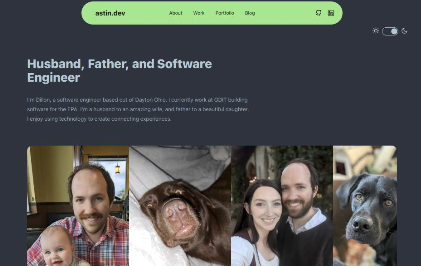 astin.dev
About Work Portfolio Blog
Husband, Father, and Software
Engineer
I'm Dillon, a software engineer based out of Dayton Ohio. I currently work at GDIT building
software for the EPA. I'm a husband to an amazing wife, and father to a beautiful daughter.
I enjoy using technology to create connecting experiences.